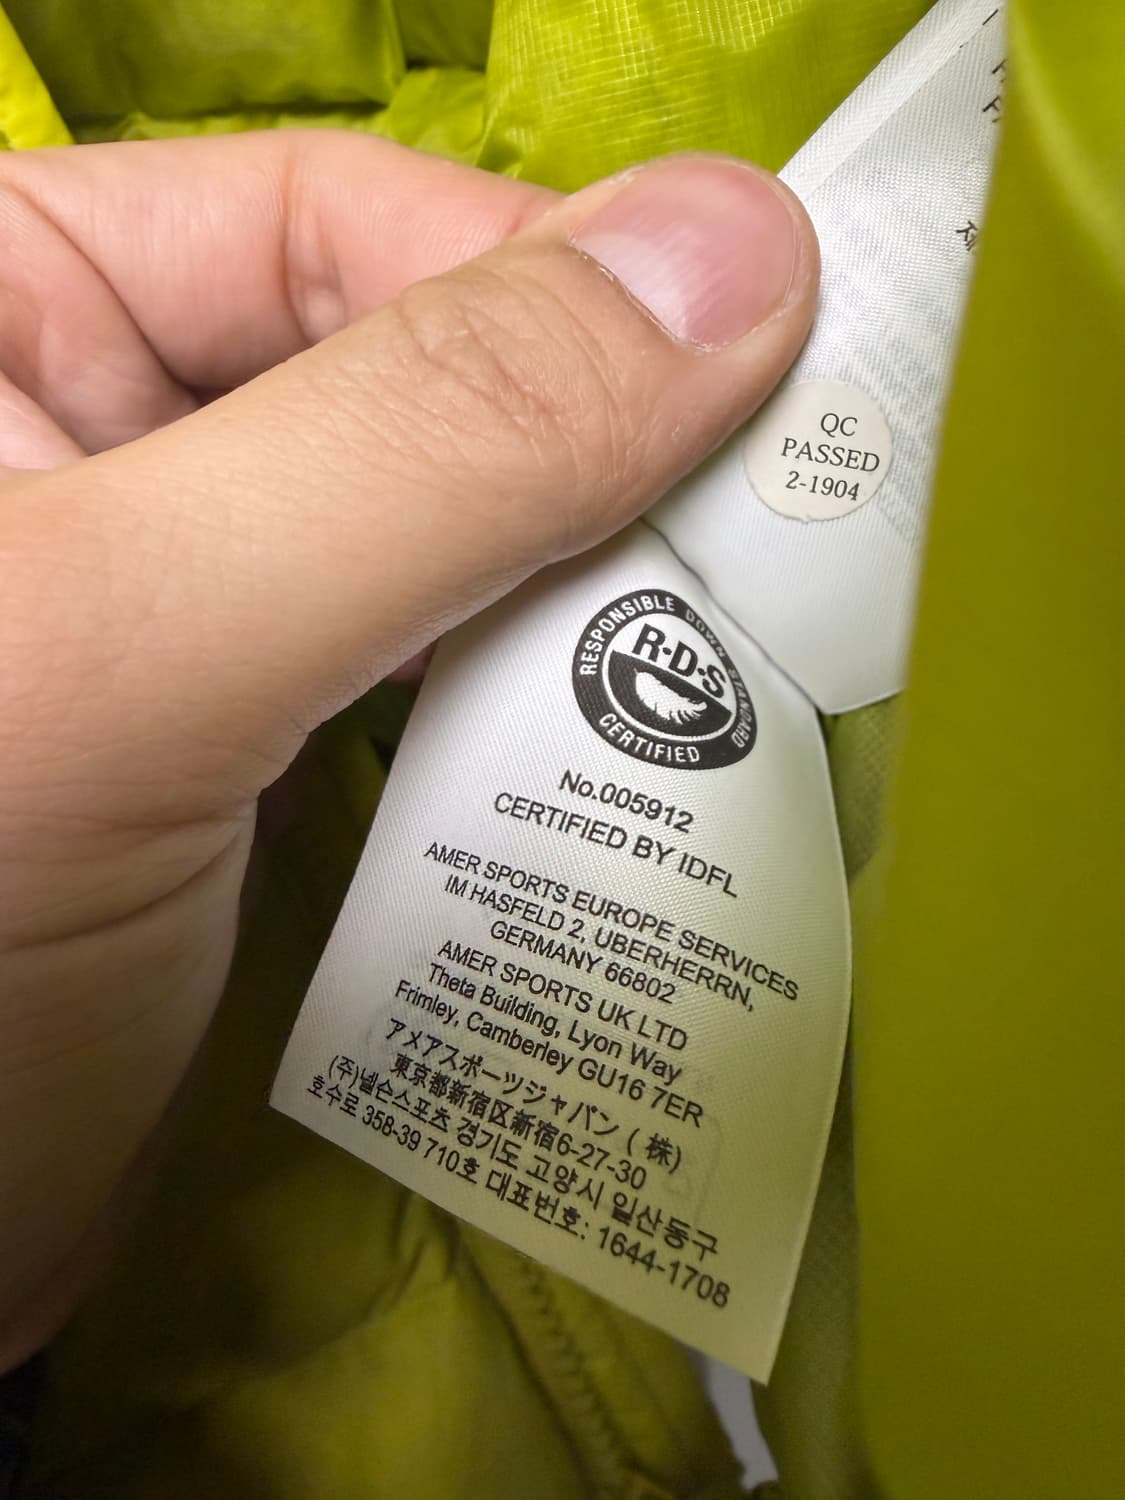 QC
PASSED
2-1904
RESPONSIBLE DOWN STANDARD
R·D·S
CERTIFIED
No.005912
CERTIFIED BY IDFL
AMER SPORTS EUROPE SERVICES
IM HASFELD 2, UBERHERRN,
GERMANY 66802
AMER SPORTS UK LTD
Theta Building, Lyon Way
Frimley, Camberley GU16 7ER
アメアスポーツジャパン ( 株)
東京都新宿区新宿6-27-30
(주)넬슨스포츠 경기도 고양시 일산동구
호수로 358-39 710호 대표번호: 1644-1708